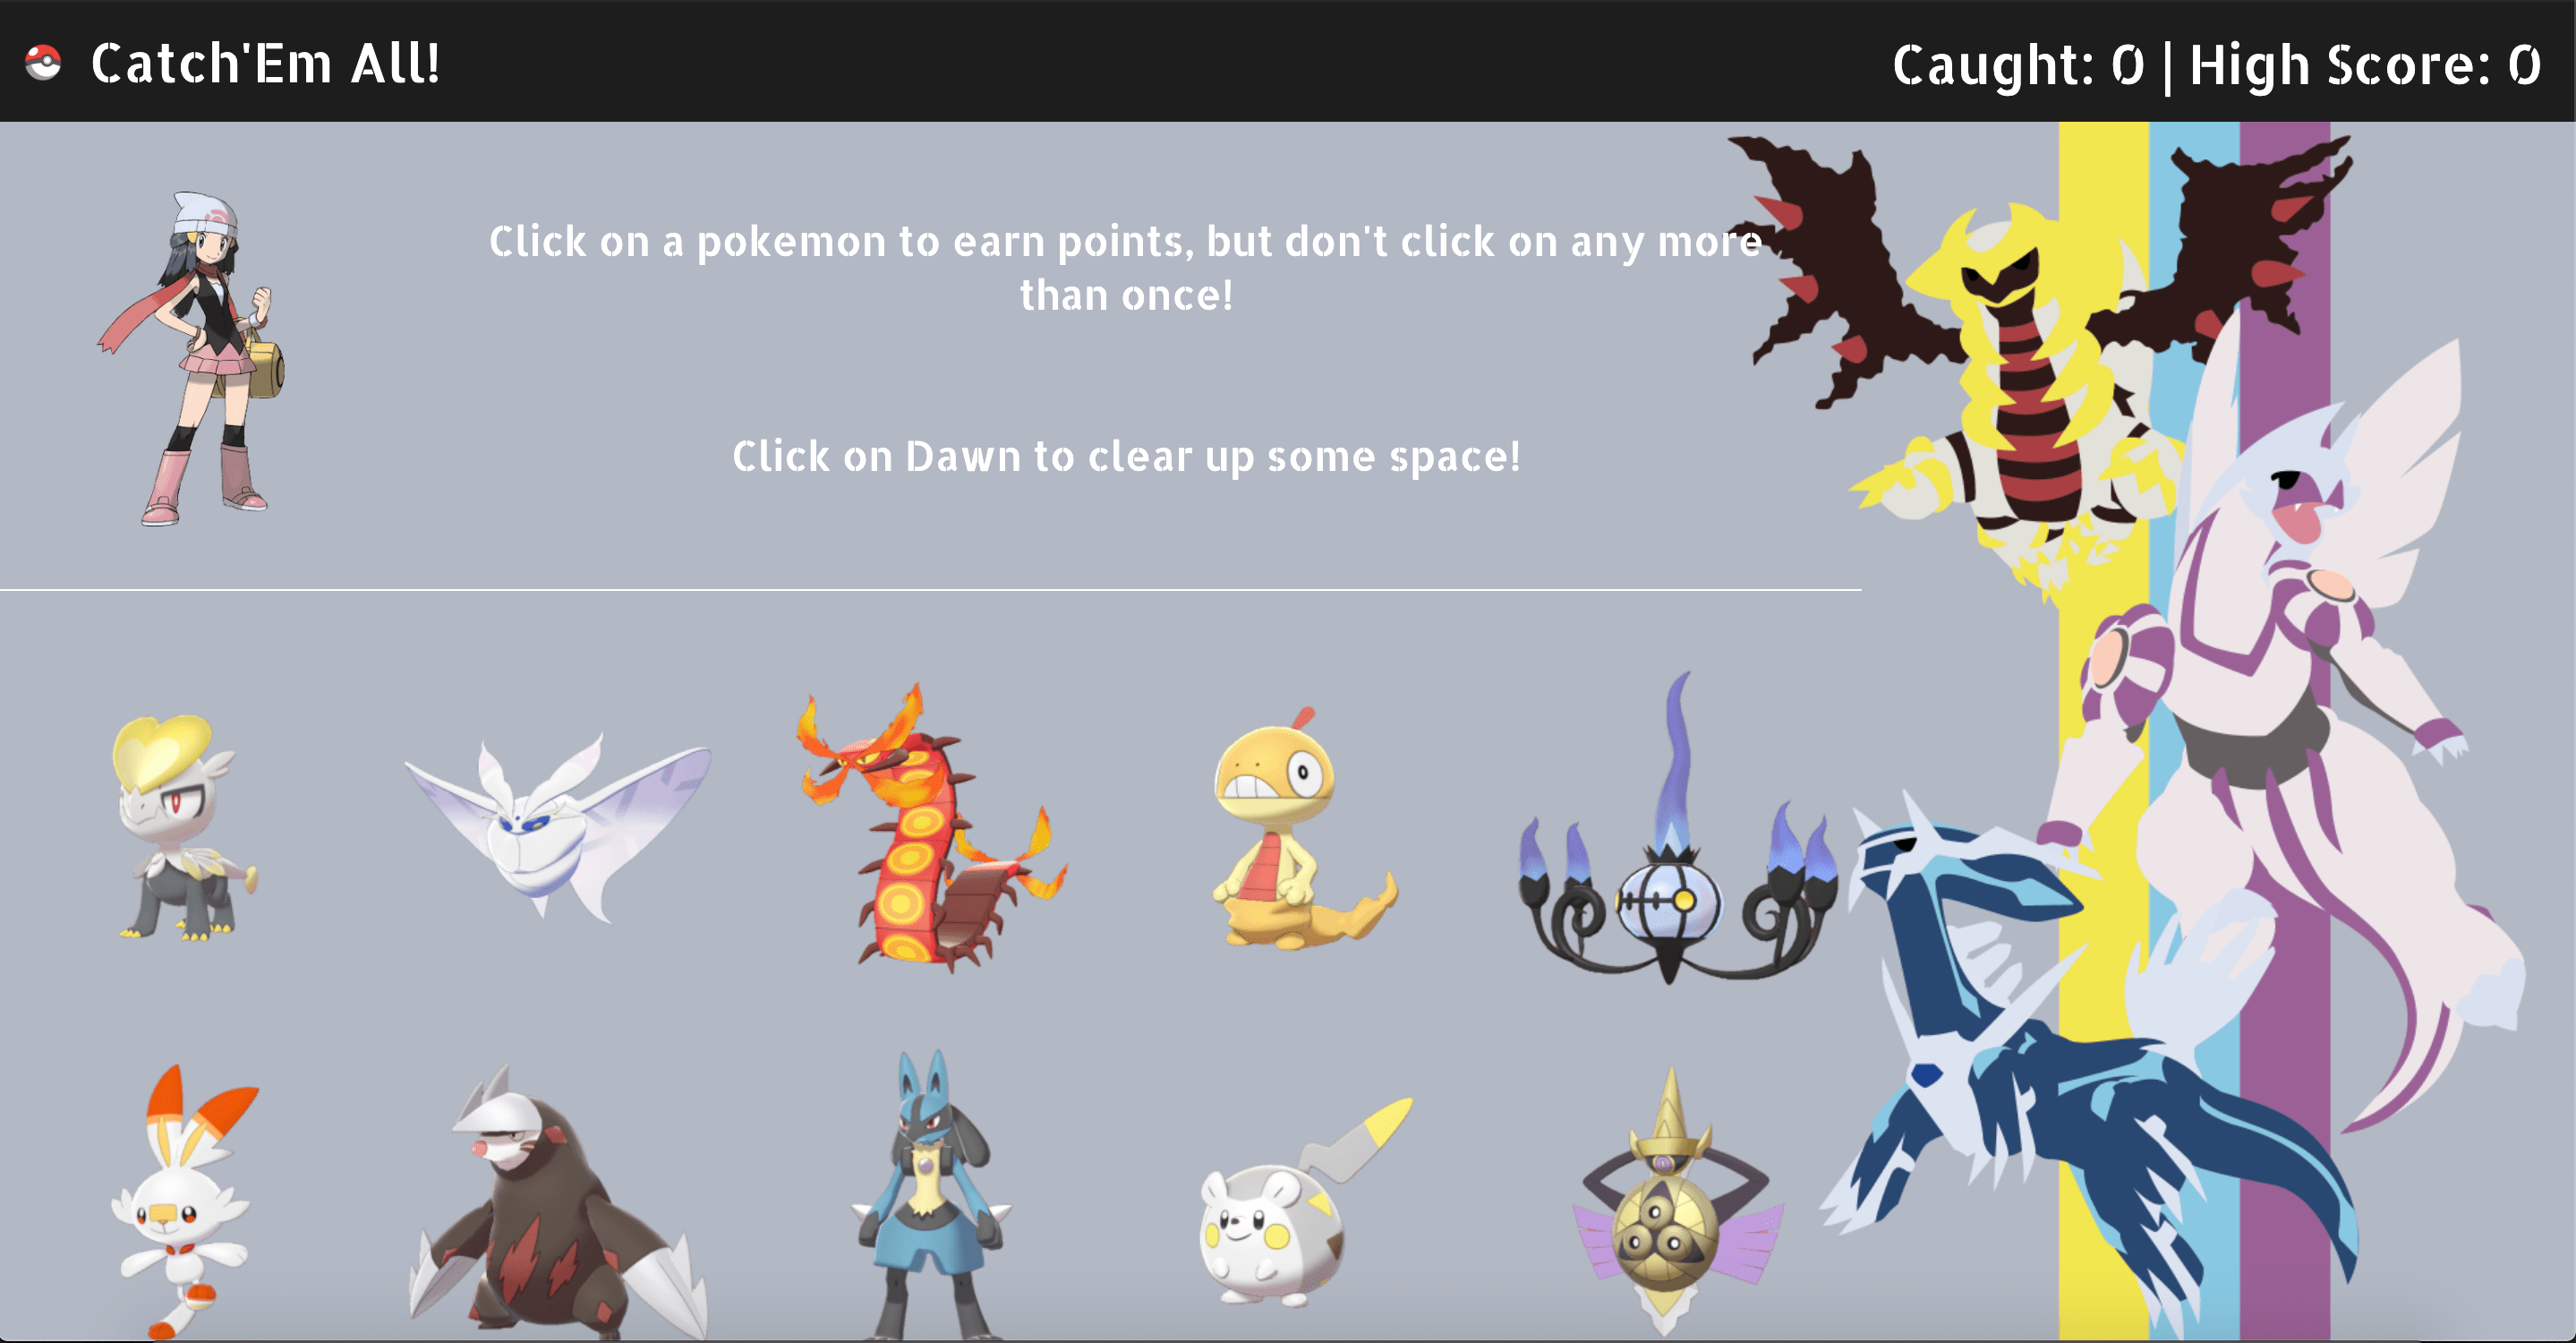 Catch'Em All!
Caught: 0 | High Score: 0
Click on a pokemon to earn points, but don't click on any more
than once!
Click on Dawn to clear up some space!